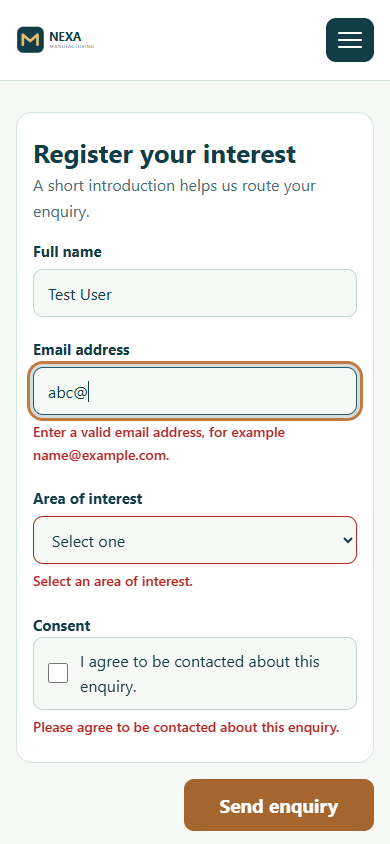 NEXA
MANUFACTURING
Register your interest
A short introduction helps us route your
enquiry.
Full name
Test User
Email address
abc@
Enter a valid email address, for example
name@example.com.
Area of interest
Select one
Select an area of interest.
Consent
I agree to be contacted about this
enquiry.
Please agree to be contacted about this enquiry.
Send enquiry